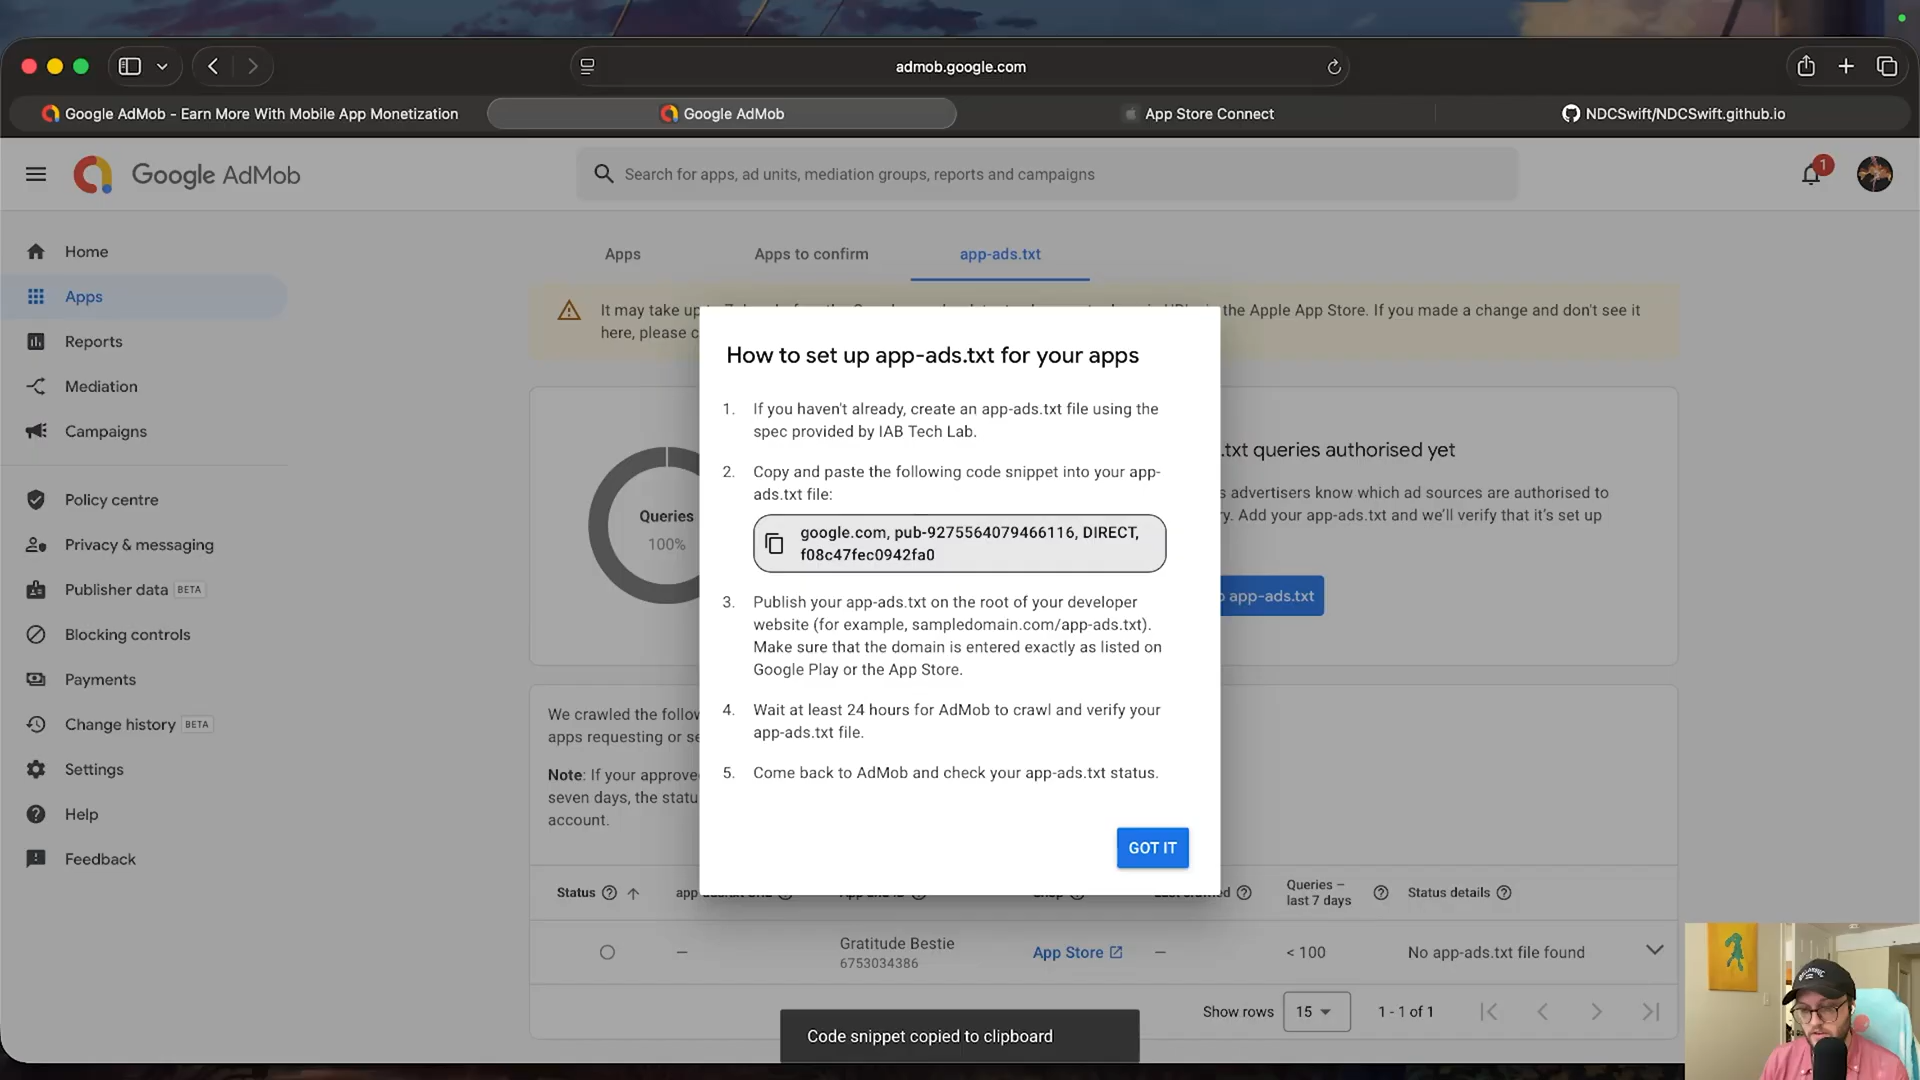 admob.google.com
Google AdMob - Earn More With Mobile App Monetization
Google AdMob
App Store Connect
NDCSwift/NDCSwift.github.io
Google AdMob
Search for apps, ad units, mediation groups, reports and campaigns
1
Home
Apps
Reports
Mediation
Campaigns
Policy centre
Privacy & messaging
Publisher data BETA
Blocking controls
Payments
Change history BETA
Settings
Help
Feedback
Apps
Apps to confirm
app-ads.txt
It may take up
the Apple App Store. If you made a change and don't see it
here, please c
Queries
100%
.txt queries authorised yet
s advertisers know which ad sources are authorised to
y. Add your app-ads.txt and we'll verify that it's set up
app-ads.txt
How to set up app-ads.txt for your apps
1. If you haven't already, create an app-ads.txt file using the
spec provided by IAB Tech Lab.
2. Copy and paste the following code snippet into your app-
ads.txt file:
google.com, pub-9275564079466116, DIRECT,
f08c47fec0942fa0
3. Publish your app-ads.txt on the root of your developer
website (for example, sampledomain.com/app-ads.txt).
Make sure that the domain is entered exactly as listed on
Google Play or the App Store.
4. Wait at least 24 hours for AdMob to crawl and verify your
app-ads.txt file.
5. Come back to AdMob and check your app-ads.txt status.
GOT IT
We crawled the follow
apps requesting or se
Note: If your approve
seven days, the statu
account.
Status
Queries –
last 7 days
Status details
Gratitude Bestie
6753034386
App Store
–
< 100
No app-ads.txt file found
Show rows
15
1 - 1 of 1
Code snippet copied to clipboard